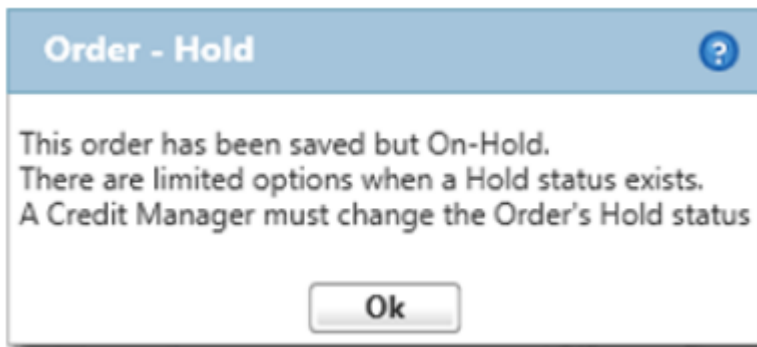 Order - Hold
?
This order has been saved but On-Hold.
There are limited options when a Hold status exists.
A Credit Manager must change the Order's Hold status
Ok